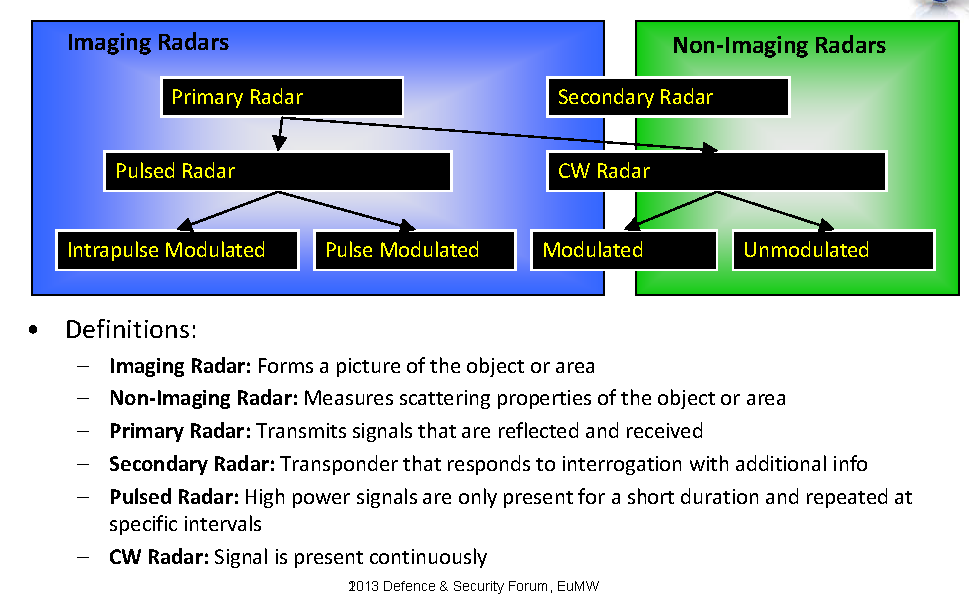 Imaging Radars
Non-Imaging Radars
Primary Radar
Secondary Radar
Pulsed Radar
CW Radar
Intrapulse Modulated
Pulse Modulated
Modulated
Unmodulated
• Definitions:
– Imaging Radar: Forms a picture of the object or area
– Non-Imaging Radar: Measures scattering properties of the object or area
– Primary Radar: Transmits signals that are reflected and received
– Secondary Radar: Transponder that responds to interrogation with additional info
– Pulsed Radar: High power signals are only present for a short duration and repeated at
specific intervals
– CW Radar: Signal is present continuously
2013 Defence & Security Forum, EuMW